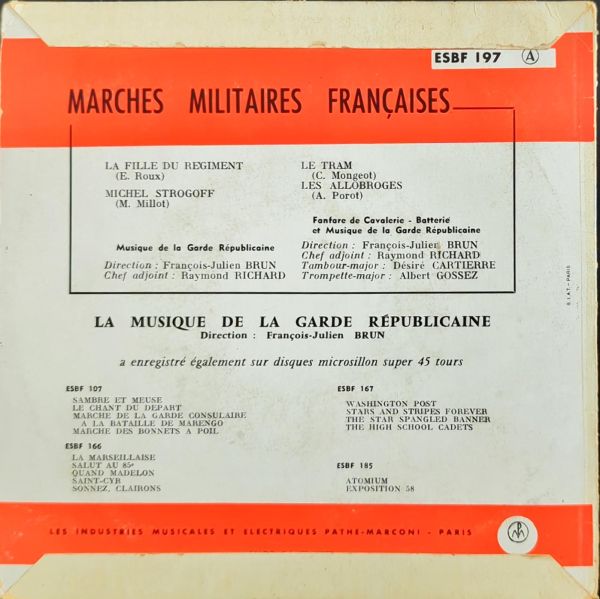 ESBF 197 A
MARCHES MILITAIRES FRANÇAISES
LA FILLE DU REGIMENT
(E. Roux)
MICHEL STROGOFF
(M. Millot)
Musique de la Garde Républicaine
Direction : François-Julien BRUN
Chef adjoint : Raymond RICHARD
LE TRAM
(C. Mongeot)
LES ALLOBROGES
(A. Porot)
Fanfare de Cavalerie - Batterie
et Musique de la Garde Républicaine
Direction : François-Julien BRUN
Chef adjoint : Raymond RICHARD
Tambour-major : Désiré CARTIERRE
Trompette-major : Albert GOSSEZ
S.I.A.T. - PARIS
LA MUSIQUE DE LA GARDE RÉPUBLICAINE
Direction : François-Julien BRUN
a enregistré également sur disques microsillon super 45 tours
ESBF 107
SAMBRE ET MEUSE
LE CHANT DU DEPART
MARCHE DE LA GARDE CONSULAIRE
A LA BATAILLE DE MARENGO
MARCHE DES BONNETS A POIL
ESBF 166
LA MARSEILLAISE
SALUT AU 85e
QUAND MADELON
SAINT-CYR
SONNEZ, CLAIRONS
ESBF 167
WASHINGTON POST
STARS AND STRIPES FOREVER
THE STAR SPANGLED BANNER
THE HIGH SCHOOL CADETS
ESBF 185
ATOMIUM
EXPOSITION 58
LES INDUSTRIES MUSICALES ET ELECTRIQUES PATHE-MARCONI - PARIS